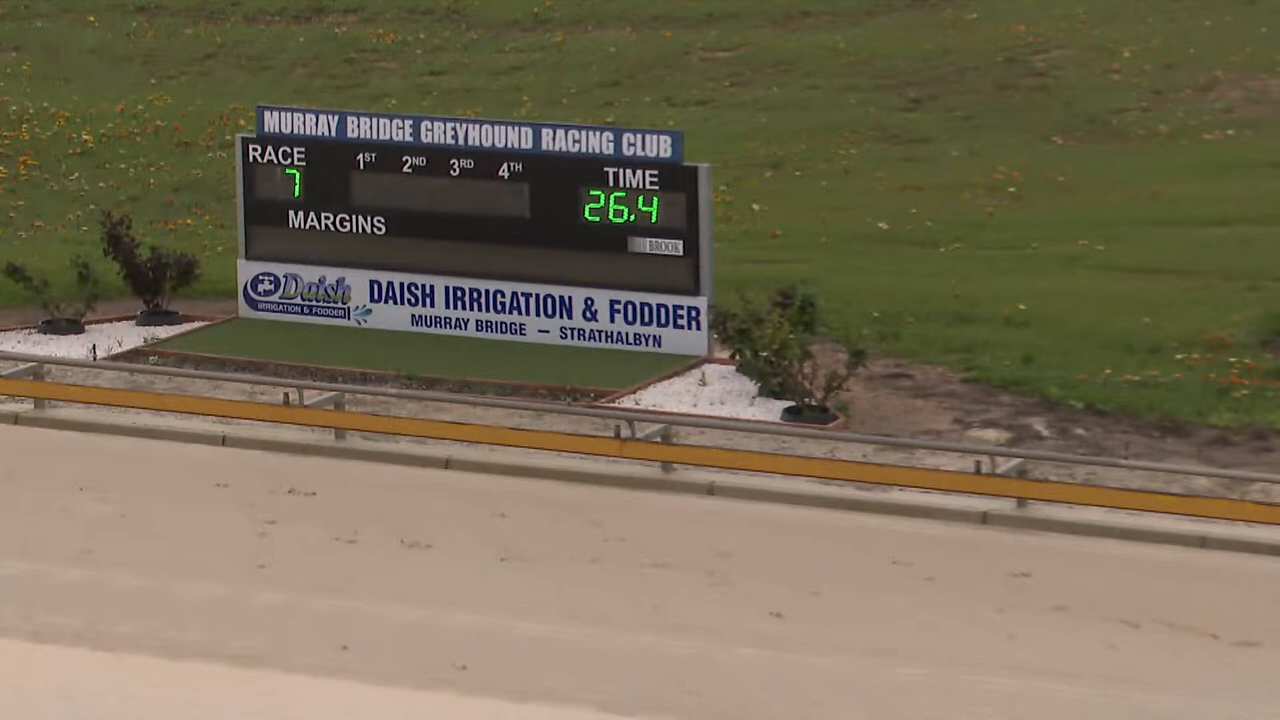 MURRAY BRIDGE GREYHOUND RACING CLUB
RACE 1ST 2ND 3RD 4TH TIME
7 26.4
MARGINS
BROOK
Daish
IRRIGATION & FODDER
DAISH IRRIGATION & FODDER
MURRAY BRIDGE — STRATHALBYN